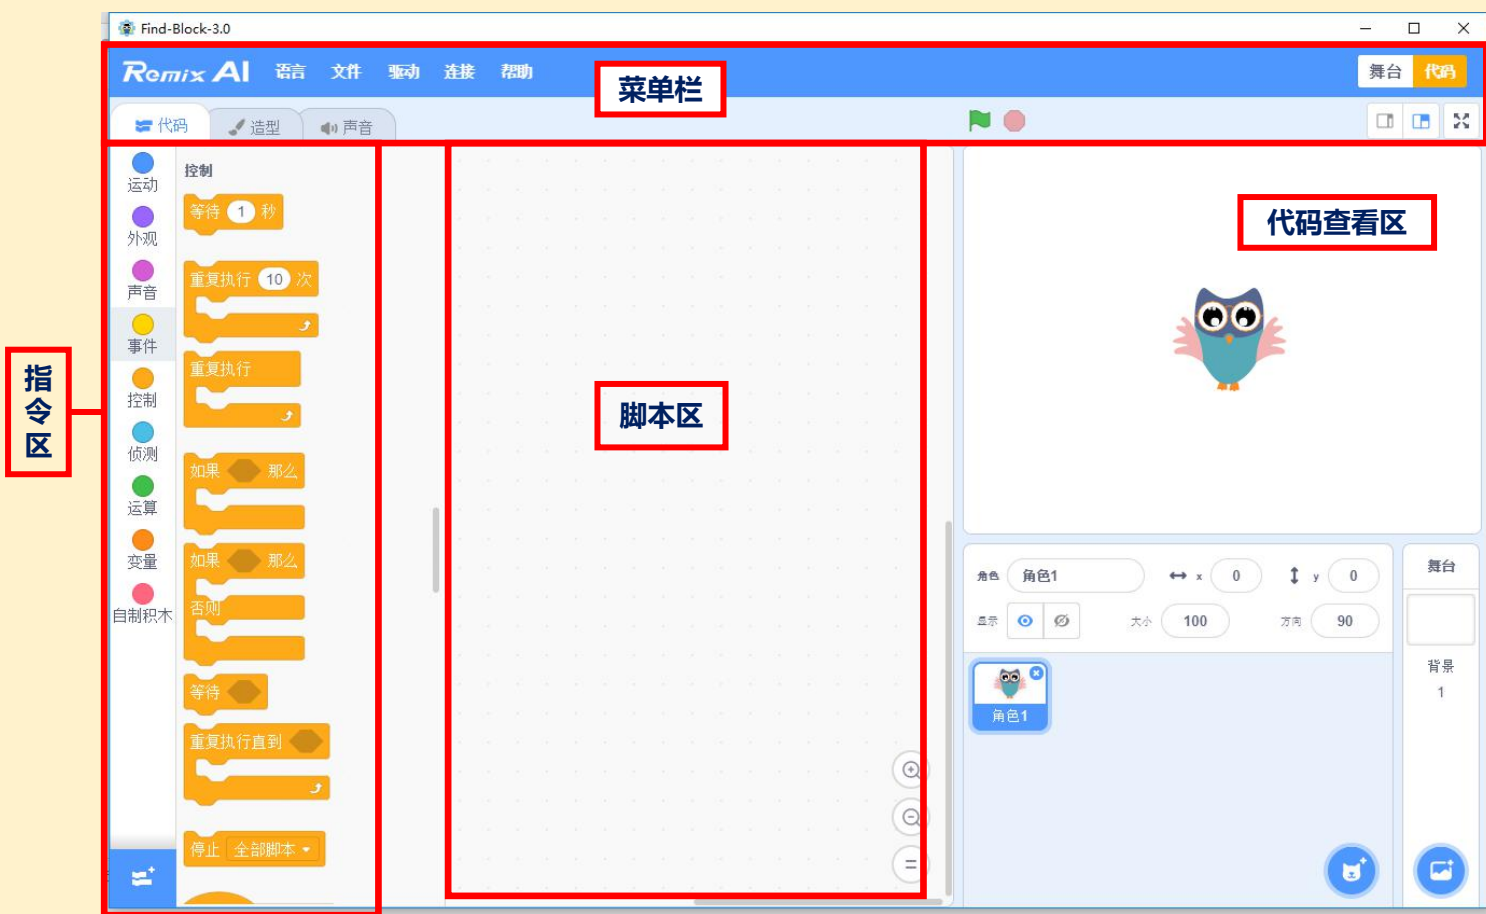 Find-Block-3.0
Remix AI 语言 文件 驱动 连接 帮助
菜单栏
舞台 代码
代码 造型 声音
运动
外观
声音
事件
控制
侦测
运算
变量
自制积木
指令区
控制
等待 1 秒
重复执行 10 次
重复执行
如果 那么
如果 那么
否则
等待
重复执行直到
停止 全部脚本
脚本区
代码查看区
角色 角色1 x 0 y 0
显示 大小 100 方向 90
角色1
舞台
背景
1